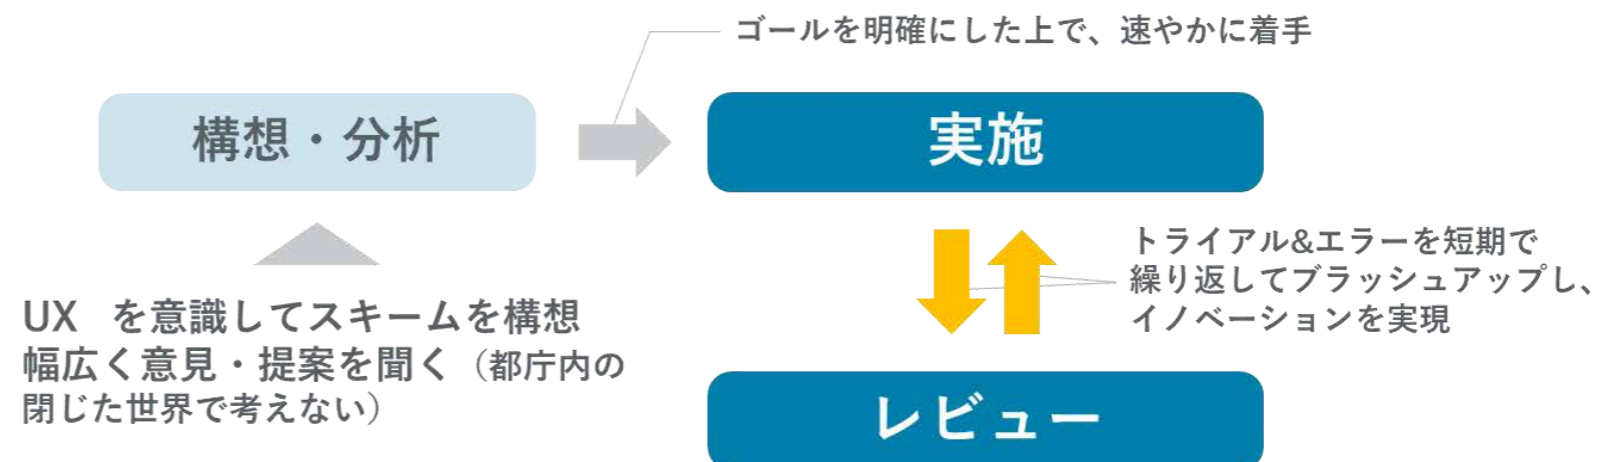 ゴールを明確にした上で、速やかに着手
構想・分析
実施
トライアル&エラーを短期で
繰り返してブラッシュアップし、
イノベーションを実現
UX を意識してスキームを構想
幅広く意見・提案を聞く（都庁内の
閉じた世界で考えない）
レビュー